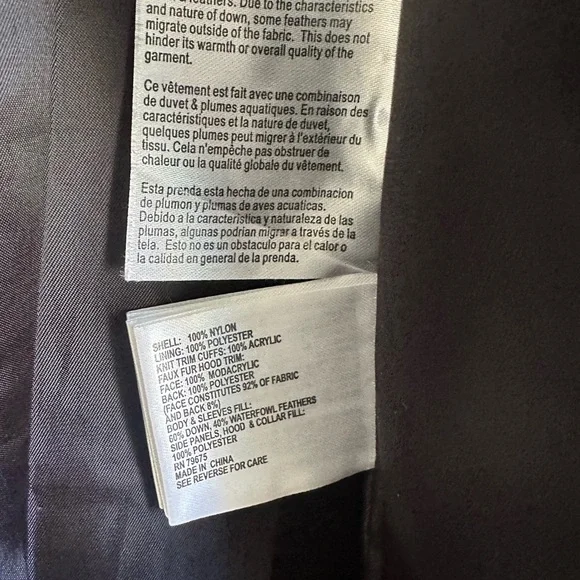 & feathers. Due to the characteristics
and nature of down, some feathers may
migrate outside of the fabric. This does not
hinder its warmth or overall quality of the
garment.
Ce vêtement est fait avec une combinaison
de duvet & plumes aquatiques. En raison des
caractéristiques et la nature de duvet,
quelques plumes peut migrer à l'extérieur du
tissu. Cela n'empêche pas obstruer de
chaleur ou la qualité globale du vêtement.
Esta prenda esta hecha de una combinacion
de plumon y plumas de aves acuaticas.
Debido a la caracteristica y naturaleza de las
plumas, algunas podrian migrar a través de la
tela. Esto no es un obstaculo para el calor o
la calidad en general de la prenda.
SHELL: 100% NYLON
LINING: 100% POLYESTER
KNIT TRIM CUFFS: 100% ACRYLIC
FAUX FUR HOOD TRIM:
FACE: 100% MODACRYLIC
BACK: 100% POLYESTER
(FACE CONSTITUTES 92% OF FABRIC
AND BACK 8%)
BODY & SLEEVES FILL:
60% DOWN, 40% WATERFOWL FEATHERS
SIDE PANELS, HOOD & COLLAR FILL:
100% POLYESTER
RN 79675
MADE IN CHINA
SEE REVERSE FOR CARE